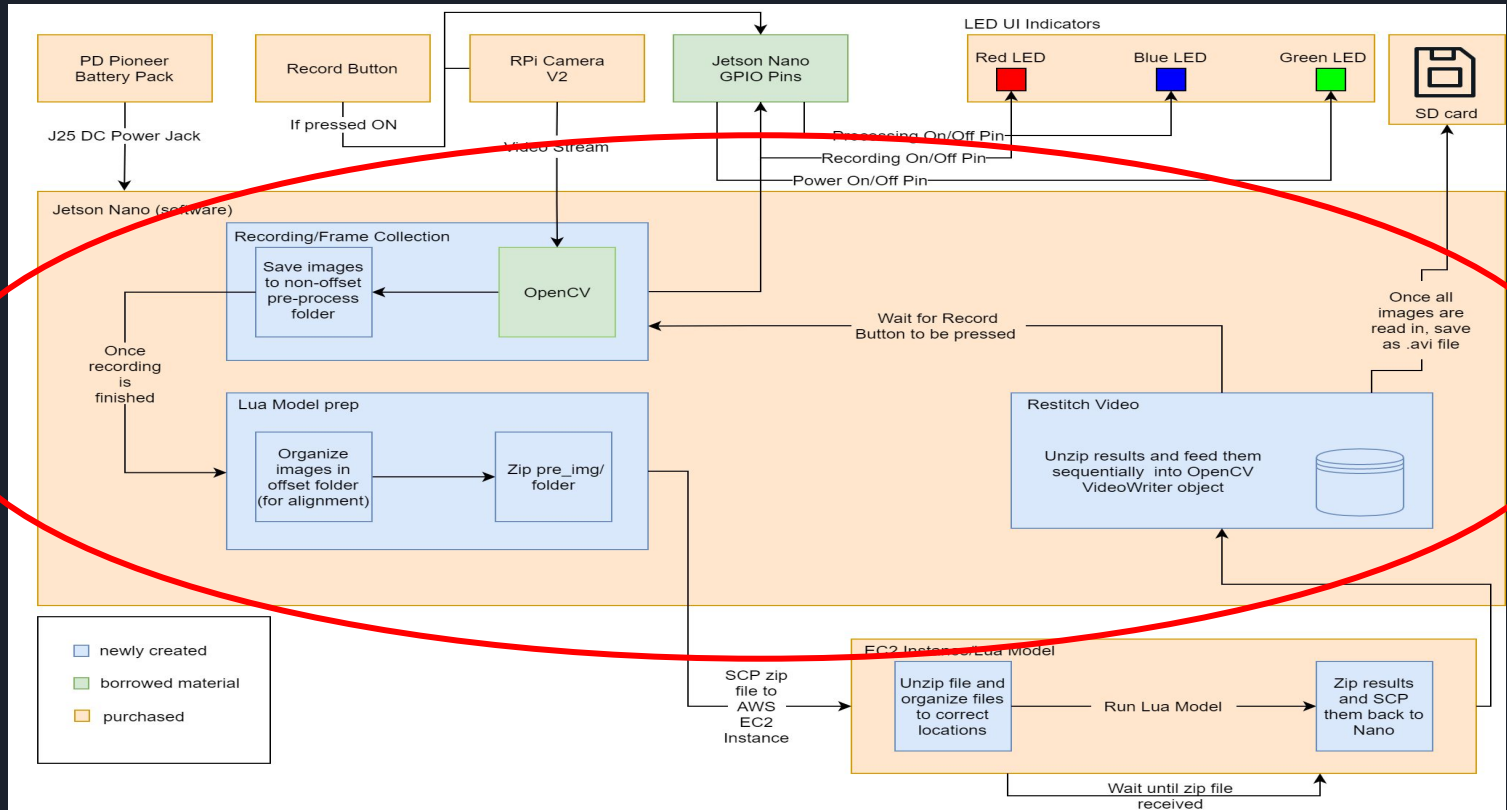 LED UI Indicators
PD Pioneer
Battery Pack
Record Button
RPi Camera
V2
Jetson Nano
GPIO Pins
Red LED
Blue LED
Green LED
SD card
J25 DC Power Jack
If pressed ON
Video Stream
Processing On/Off Pin
Recording On/Off Pin
Power On/Off Pin
Jetson Nano (software)
Recording/Frame Collection
Save images
to non-offset
pre-process
folder
OpenCV
Once
recording
is
finished
Wait for Record
Button to be pressed
Once all
images are
read in, save
as .avi file
Lua Model prep
Organize
images in
offset folder
(for alignment)
Zip pre_img/
folder
Restitch Video
Unzip results and feed them
sequentially into OpenCV
VideoWriter object
newly created
borrowed material
purchased
SCP zip
file to
AWS
EC2
Instance
EC2 Instance/Lua Model
Unzip file and
organize files
to correct
locations
Run Lua Model
Zip results
and SCP
them back to
Nano
Wait until zip file
received